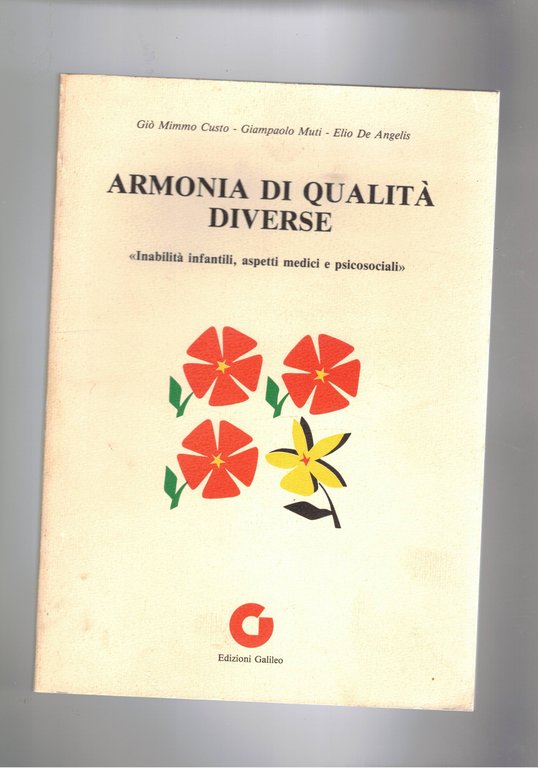 Giò Mimmo Custo - Giampaolo Muti - Elio De Angelis
ARMONIA DI QUALITÀ
DIVERSE
«Inabilità infantili, aspetti medici e psicosociali»
Edizioni Galileo